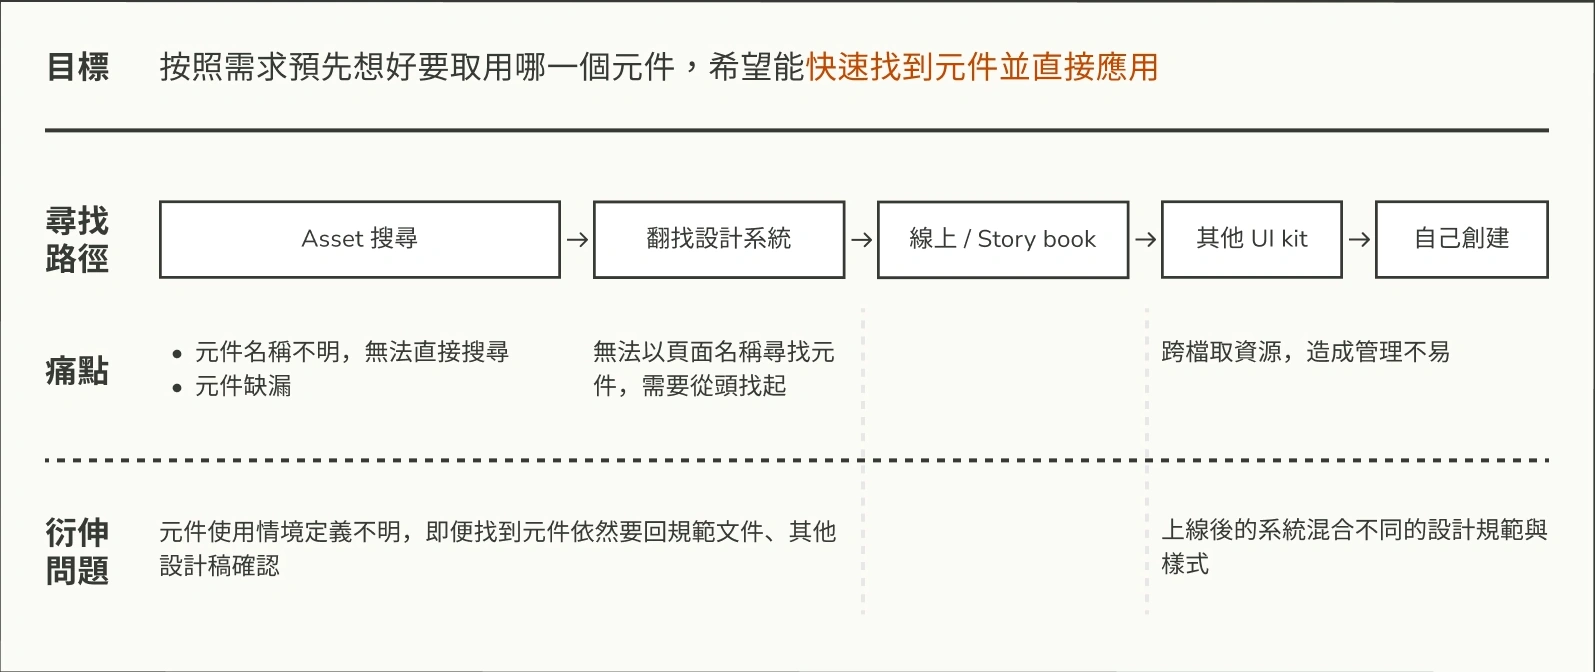 目標
按照需求預先想好要取用哪一個元件，希望能快速找到元件並直接應用
尋找
路徑
Asset 搜尋
→
翻找設計系統
→
線上 / Story book
→
其他 UI kit
→
自己創建
痛點
• 元件名稱不明，無法直接搜尋
• 元件缺漏
無法以頁面名稱尋找元
件，需要從頭找起
跨檔取資源，造成管理不易
衍伸
問題
元件使用情境定義不明，即便找到元件依然要回規範文件、其他
設計稿確認
上線後的系統混合不同的設計規範與
樣式